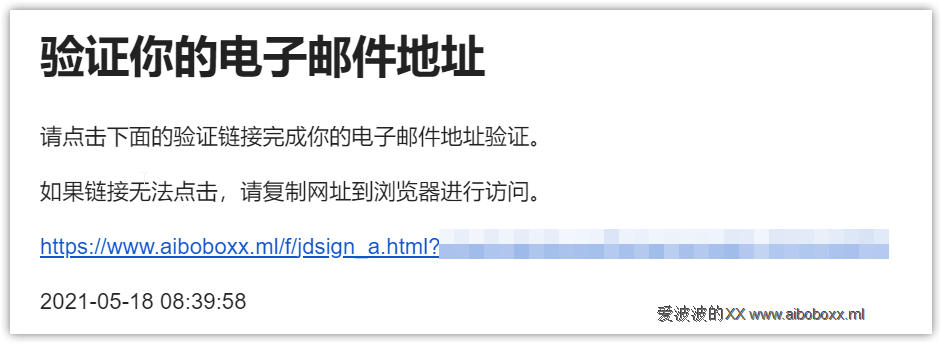 验证你的电子邮件地址
请点击下面的验证链接完成你的电子邮件地址验证。
如果链接无法点击，请复制网址到浏览器进行访问。
https://www.aiboboxx.ml/f/jdsign_a.html?
2021-05-18 08:39:58
爱波波的XX www.aiboboxx.ml